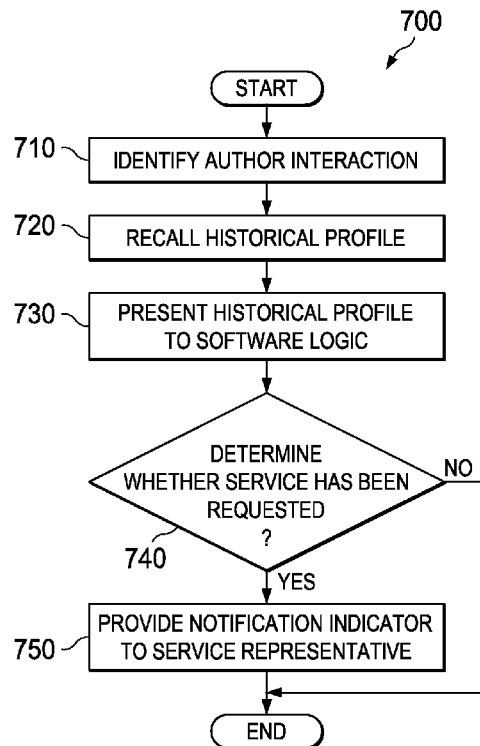 700
START
710
IDENTIFY AUTHOR INTERACTION
720
RECALL HISTORICAL PROFILE
730
PRESENT HISTORICAL PROFILE
TO SOFTWARE LOGIC
DETERMINE
WHETHER SERVICE HAS BEEN
REQUESTED
?
NO
740
YES
750
PROVIDE NOTIFICATION INDICATOR
TO SERVICE REPRESENTATIVE
END